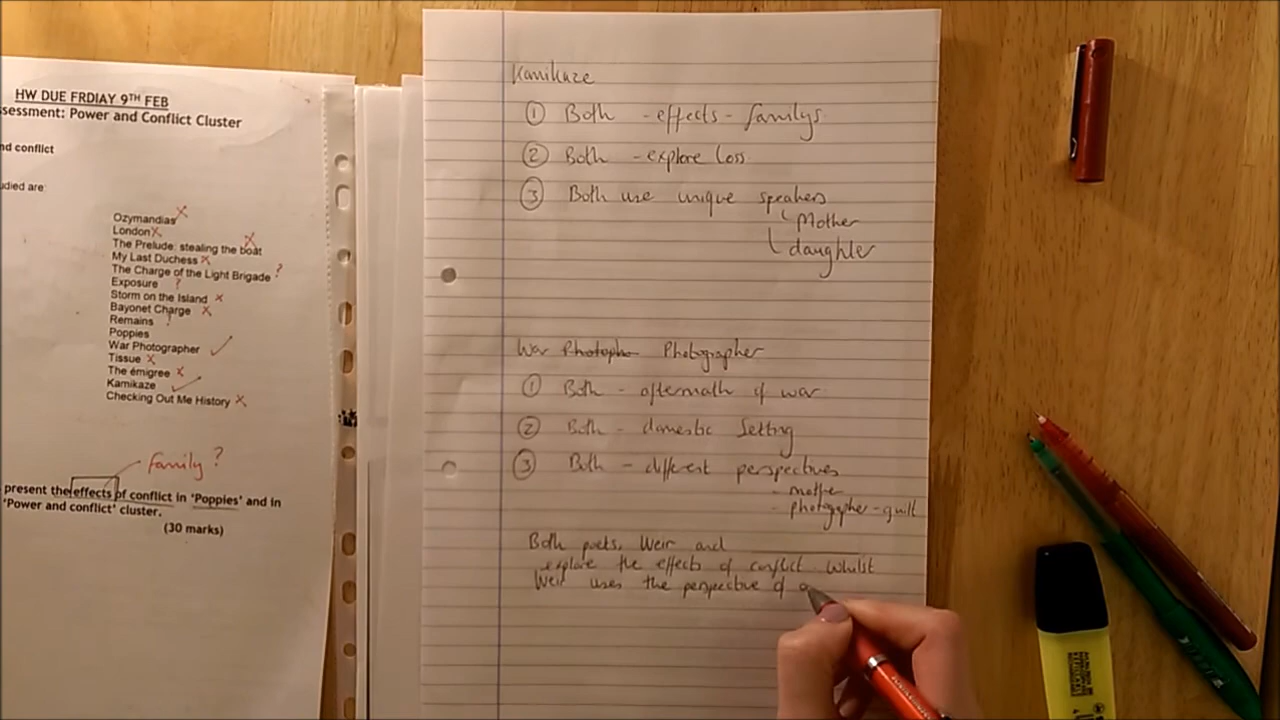 HW DUE FRDIAY 9TH FEB
ssessment: Power and Conflict Cluster
nd conflict
udied are:
Ozymandias x
London x
The Prelude: stealing the boat x
My Last Duchess x
The Charge of the Light Brigade ?
Exposure ?
Storm on the Island x
Bayonet Charge x
Remains ?
Poppies
War Photographer ✓
Tissue x
The émigree x
Kamikaze ✓
Checking Out Me History x
family?
present the effects of conflict in 'Poppies' and in
'Power and conflict' cluster.
(30 marks)
Kamikaze
① Both - effects - familys
② Both - explore loss
③ Both use unique speakers
Mother
daughter
War Photopho Photographer
① Both - aftermath of war
② Both - domestic setting
③ Both - different perspectives
- mother
- photographer - guilt
Both poets, Weir and ________
explore the effects of conflict whilst
Weir uses the perspective of a